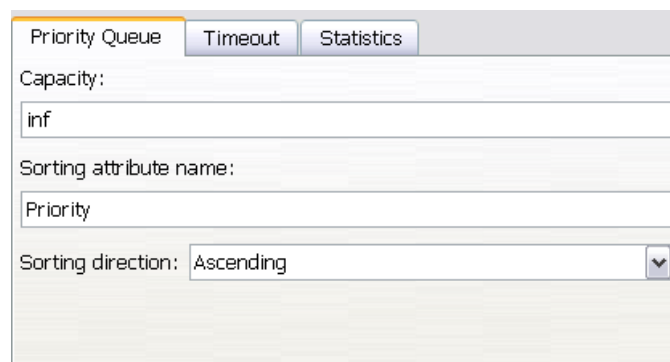 Priority Queue Timeout Statistics
Capacity:
inf
Sorting attribute name:
Priority
Sorting direction: Ascending